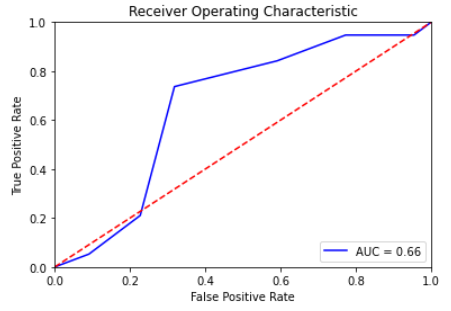 Receiver Operating Characteristic
1.0
0.8
0.6
0.4
0.2
0.0
True Positive Rate
AUC = 0.66
0.0 0.2 0.4 0.6 0.8 1.0
False Positive Rate